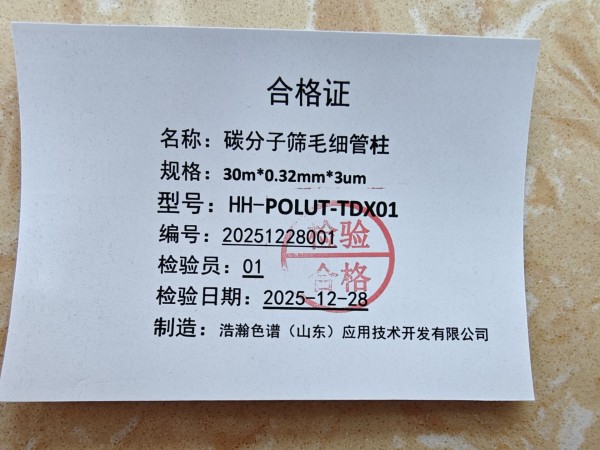 合格证
名称：碳分子筛毛细管柱
规格：30m*0.32mm*3um
型号：HH-POLUT-TDX01
编号：20251228001
检验员：01
检验日期：2025-12-28
制造：浩瀚色谱（山东）应用技术开发有限公司
检验
合格